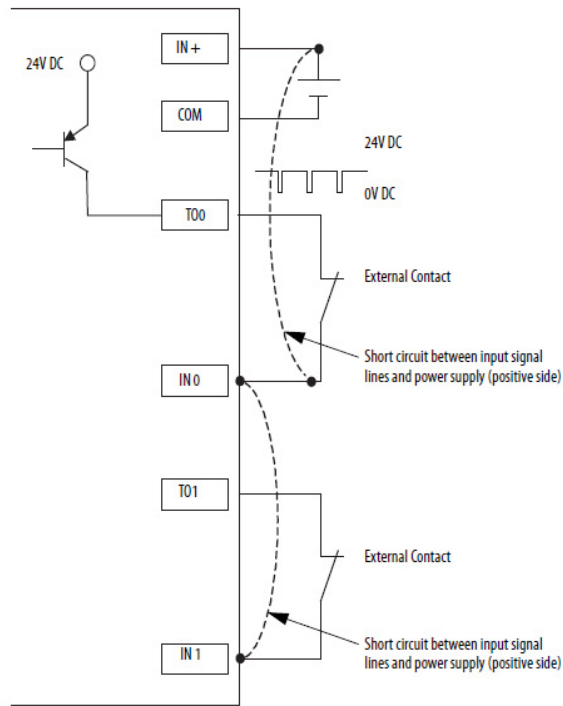 IN +
24V DC
COM
24V DC
0V DC
TO0
External Contact
Short circuit between input signal
lines and power supply (positive side)
IN 0
TO1
External Contact
Short circuit between input signal
lines and power supply (positive side)
IN 1